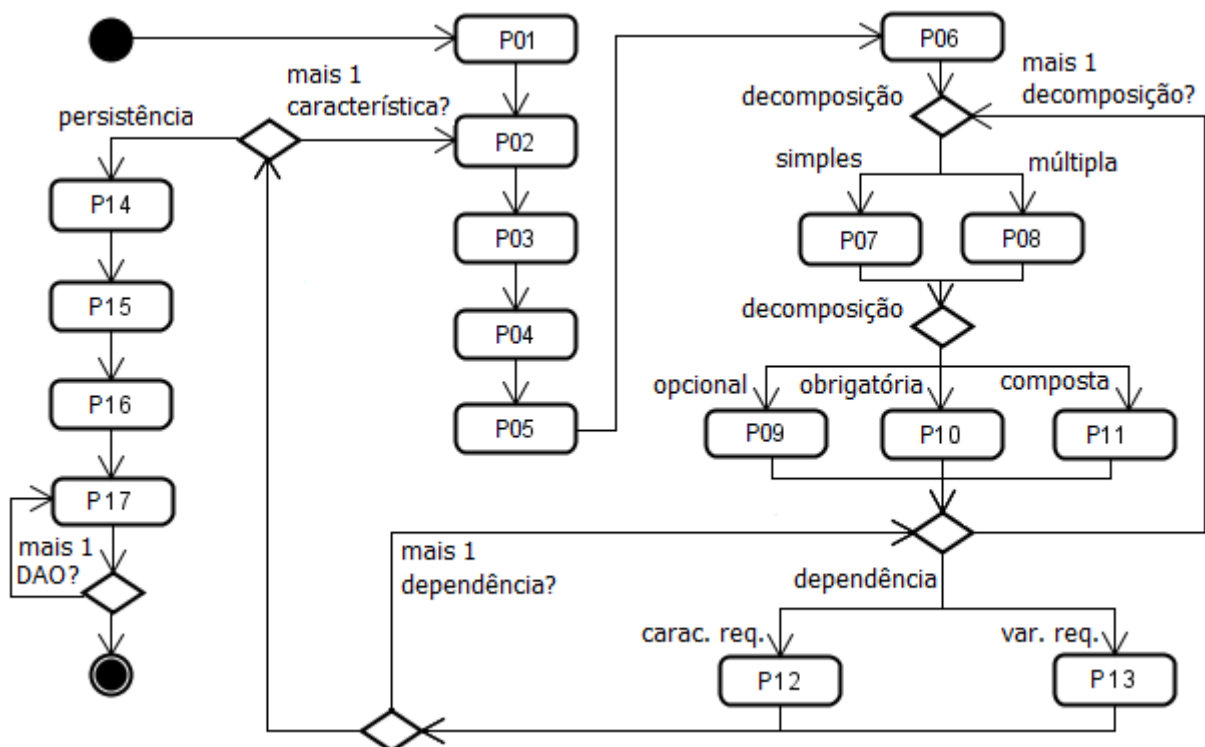 P01
P06
mais 1
característica?
mais 1
decomposição?
persistência
decomposição
P02
P14
simples
múltipla
P03
P07
P08
P15
decomposição
P04
opcional
obrigatória
composta
P16
P05
P09
P10
P11
P17
mais 1
DAO?
mais 1
dependência?
dependência
carac. req.
var. req.
P12
P13